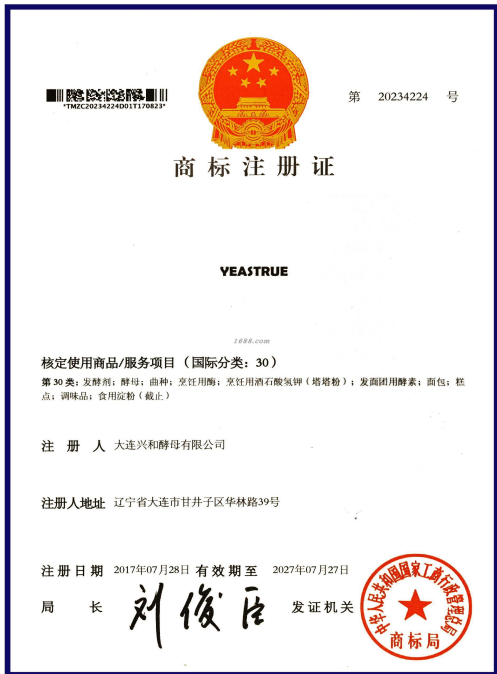 第 20234224 号
*TMZC20234224D01T170823*
商标注册证
YEASTRUE
1688.com
核定使用商品/服务项目(国际分类:30)
第30类:发酵剂;酵母;曲种;烹饪用酶;烹饪用酒石酸氢钾(塔塔粉);发面团用酵素;面包;糕
点;调味品;食用淀粉(截止)
注册人 大连兴和酵母有限公司
注册人地址 辽宁省大连市甘井子区华林路39号
注册日期 2017年07月28日 有效期至 2027年07月27日
局长 刘俊臣 发证机关
中华人民共和国国家工商行政管理总局
商标局